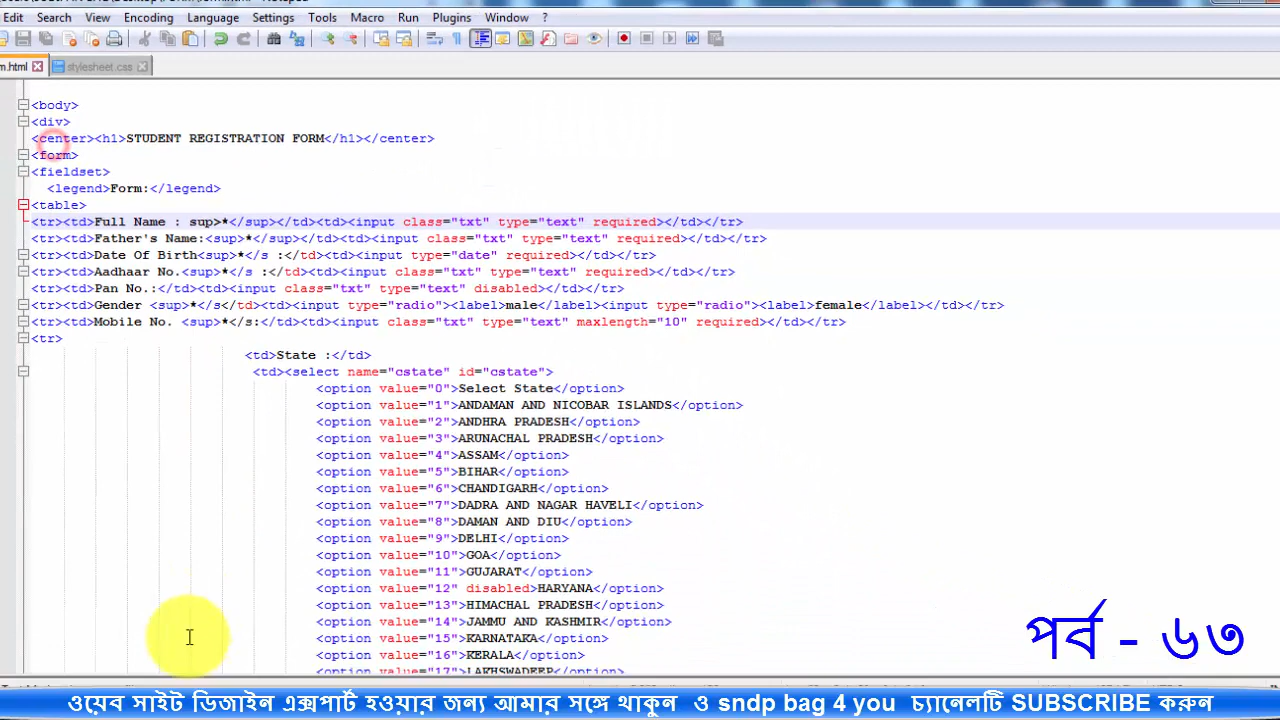 Edit Search View Encoding Language Settings Tools Macro Run Plugins Window ?
m.html stylesheet.css
<body>
<div>
<center><h1>STUDENT REGISTRATION FORM</h1></center>
<form>
<fieldset>
<legend>Form:</legend>
<table>
<tr><td>Full Name : sup>*</sup></td><td><input class="txt" type="text" required></td></tr>
<tr><td>Father's Name:<sup>*</sup></td><td><input class="txt" type="text" required></td></tr>
<tr><td>Date Of Birth<sup>*</s :</td><td><input type="date" required></td></tr>
<tr><td>Aadhaar No.<sup>*</s :</td><td><input class="txt" type="text" required></td></tr>
<tr><td>Pan No.:</td><td><input class="txt" type="text" disabled></td></tr>
<tr><td>Gender <sup>*</s</td><td><input type="radio"><label>male</label><input type="radio"><label>female</label></td></tr>
<tr><td>Mobile No. <sup>*</s:</td><td><input class="txt" type="text" maxlength="10" required></td></tr>
<tr>
<td>State :</td>
<td><select name="cstate" id="cstate">
<option value="0">Select State</option>
<option value="1">ANDAMAN AND NICOBAR ISLANDS</option>
<option value="2">ANDHRA PRADESH</option>
<option value="3">ARUNACHAL PRADESH</option>
<option value="4">ASSAM</option>
<option value="5">BIHAR</option>
<option value="6">CHANDIGARH</option>
<option value="7">DADRA AND NAGAR HAVELI</option>
<option value="8">DAMAN AND DIU</option>
<option value="9">DELHI</option>
<option value="10">GOA</option>
<option value="11">GUJARAT</option>
<option value="12" disabled>HARYANA</option>
<option value="13">HIMACHAL PRADESH</option>
<option value="14">JAMMU AND KASHMIR</option>
<option value="15">KARNATAKA</option>
<option value="16">KERALA</option>
<option value="17">LAKHSWADEEP</option>
পর্ব - ৬৩
ওয়েব সাইট ডিজাইন এক্সপার্ট হওয়ার জন্য আমার সঙ্গে থাকুন ও sndp bag 4 you চ্যানেলটি SUBSCRIBE করুন